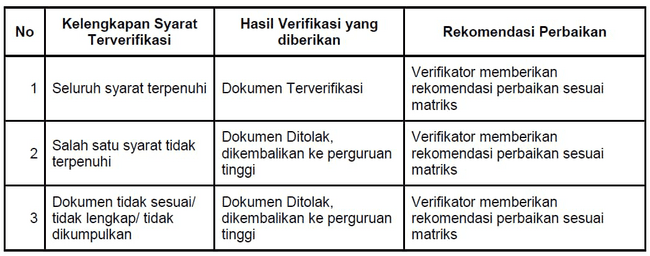 No
Kelengkapan Syarat
Terverifikasi
Hasil Verifikasi yang
diberikan
Rekomendasi Perbaikan
1
Seluruh syarat terpenuhi
Dokumen Terverifikasi
Verifikator memberikan
rekomendasi perbaikan sesuai
matriks
2
Salah satu syarat tidak
terpenuhi
Dokumen Ditolak,
dikembalikan ke perguruan
tinggi
Verifikator memberikan
rekomendasi perbaikan sesuai
matriks
3
Dokumen tidak sesuai/
tidak lengkap/ tidak
dikumpulkan
Dokumen Ditolak,
dikembalikan ke perguruan
tinggi
Verifikator memberikan
rekomendasi perbaikan sesuai
matriks